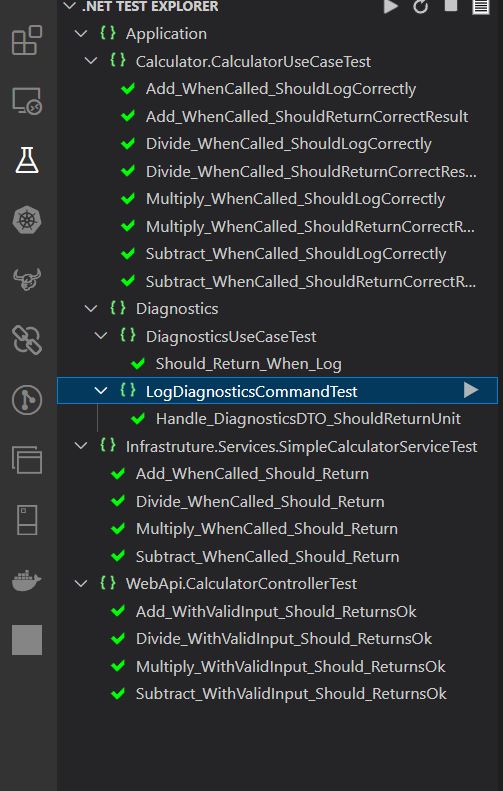 .NET TEST EXPLORER
{} Application
{} Calculator.CalculatorUseCaseTest
Add_WhenCalled_ShouldLogCorrectly
Add_WhenCalled_ShouldReturnCorrectResult
Divide_WhenCalled_ShouldLogCorrectly
Divide_WhenCalled_ShouldReturnCorrectRes...
Multiply_WhenCalled_ShouldLogCorrectly
Multiply_WhenCalled_ShouldReturnCorrectR...
Subtract_WhenCalled_ShouldLogCorrectly
Subtract_WhenCalled_ShouldReturnCorrectR...
{} Diagnostics
{} DiagnosticsUseCaseTest
Should_Return_When_Log
{} LogDiagnosticsCommandTest
Handle_DiagnosticsDTO_ShouldReturnUnit
{} Infrastruture.Services.SimpleCalculatorServiceTest
Add_WhenCalled_Should_Return
Divide_WhenCalled_Should_Return
Multiply_WhenCalled_Should_Return
Subtract_WhenCalled_Should_Return
{} WebApi.CalculatorControllerTest
Add_WithValidInput_Should_ReturnsOk
Divide_WithValidInput_Should_ReturnsOk
Multiply_WithValidInput_Should_ReturnsOk
Subtract_WithValidInput_Should_ReturnsOk